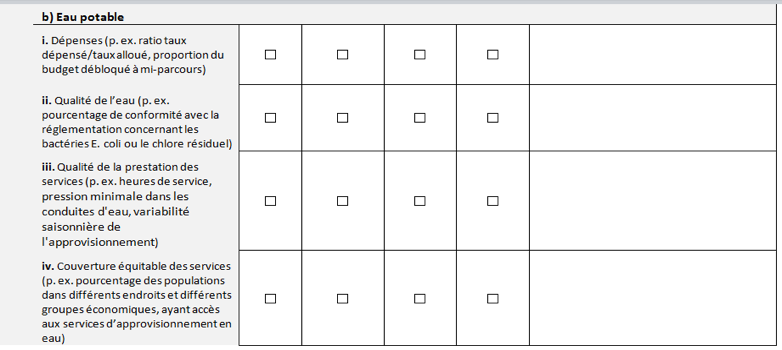 b) Eau potable
i. Dépenses (p. ex. ratio taux
dépensé/taux alloué, proportion du
budget débloqué à mi-parcours)
ii. Qualité de l’eau (p. ex.
pourcentage de conformité avec la
réglementation concernant les
bactéries E. coli ou le chlore résiduel)
iii. Qualité de la prestation des
services (p. ex. heures de service,
pression minimale dans les
conduites d'eau, variabilité
saisonnière de
l'approvisionnement)
iv. Couverture équitable des services
(p. ex. pourcentage des populations
dans différents endroits et différents
groupes économiques, ayant accès
aux services d’approvisionnement en
eau)